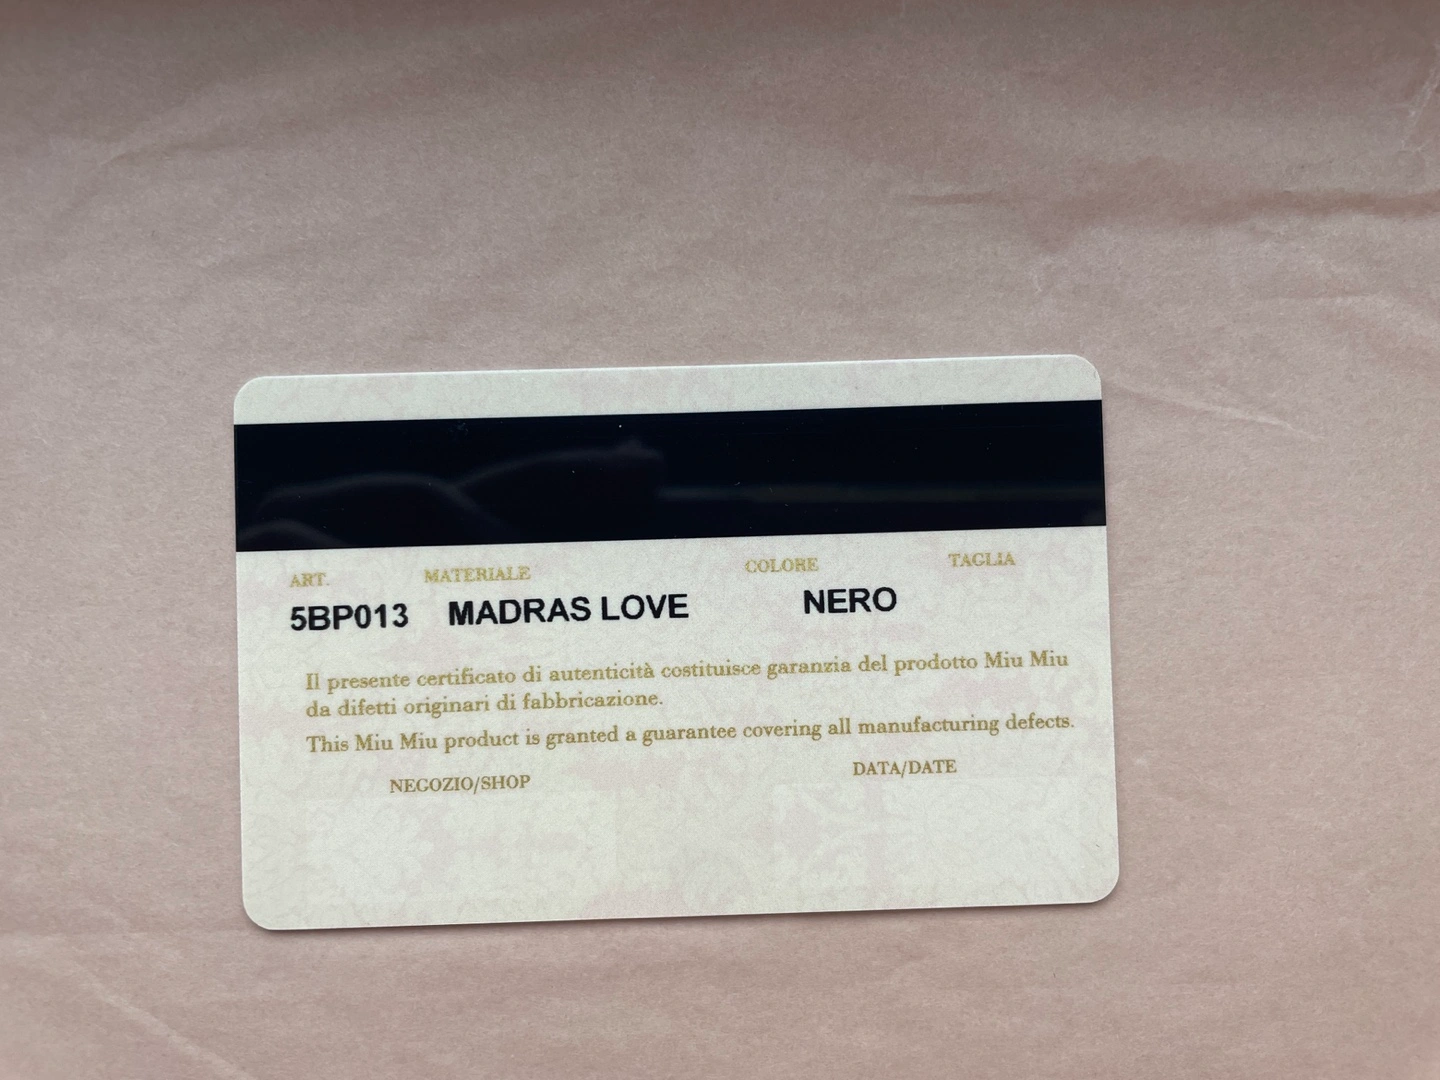 ART. MATERIALE COLORE TAGLIA
5BP013 MADRAS LOVE NERO
Il presente certificato di autenticità costituisce garanzia del prodotto Miu Miu
da difetti originari di fabbricazione.
This Miu Miu product is granted a guarantee covering all manufacturing defects.
NEGOZIO/SHOP DATA/DATE